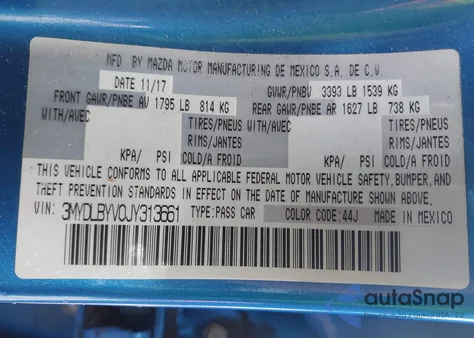 MFD BY MAZDA MOTOR MANUFACTURING DE MEXICO S.A. DE C.V.
DATE 11/17 GVWR/PNBV 3393 LB 1539 KG
FRONT GAWR/PNBE AV 1795 LB 814 KG REAR GAWR/PNBE AR 1627 LB 738 KG
WITH/AVEC TIRES/PNEUS WITH/AVEC TIRES/PNEUS
RIMS/JANTES RIMS/JANTES
KPA/ PSI COLD/A FROID KPA/ PSI COLD/A FROID
THIS VEHICLE CONFORMS TO ALL APPLICABLE FEDERAL MOTOR VEHICLE SAFETY, BUMPER, AND
THEFT PREVENTION STANDARDS IN EFFECT ON THE DATE OF MANUFACTURE SHOWN ABOVE.
VIN: 3MYDLBYV0JY313661 TYPE:PASS CAR COLOR CODE:44J MADE IN MEXICO
autoSnap